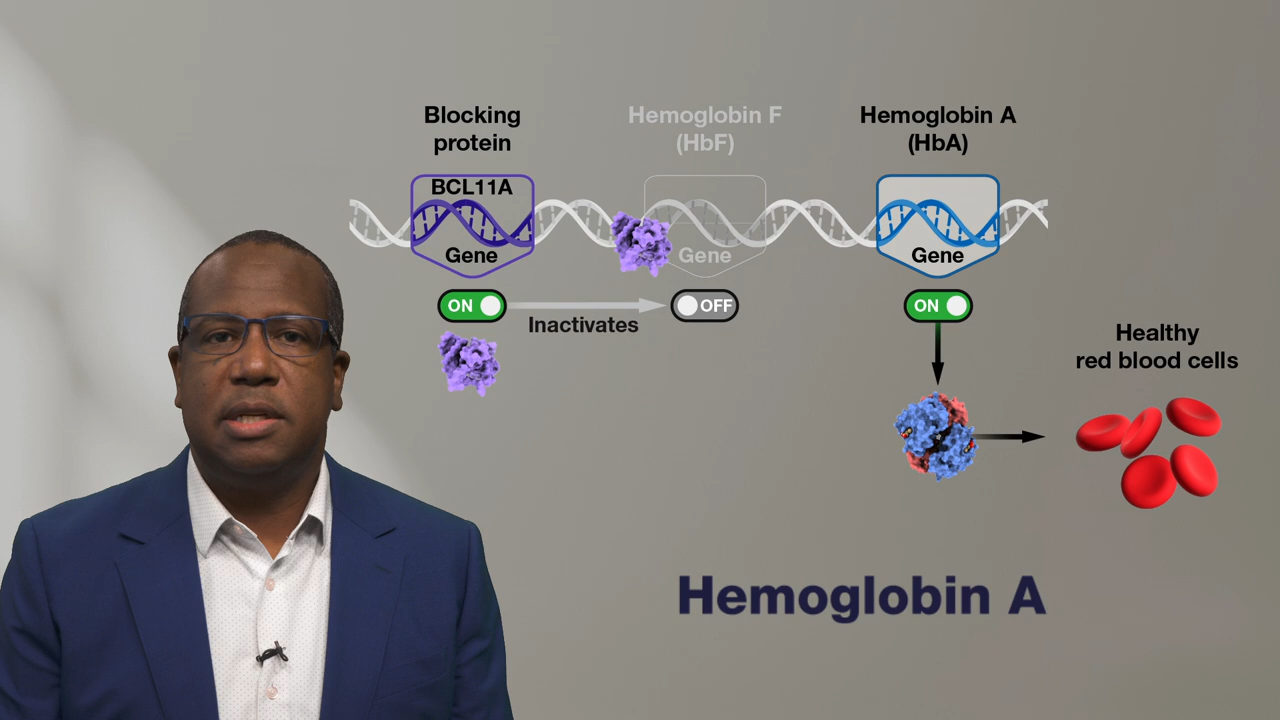 Blocking
protein
Hemoglobin F
(HbF)
Hemoglobin A
(HbA)
BCL11A
Gene
Gene
Gene
ON
OFF
ON
Inactivates
Healthy
red blood cells
Hemoglobin A